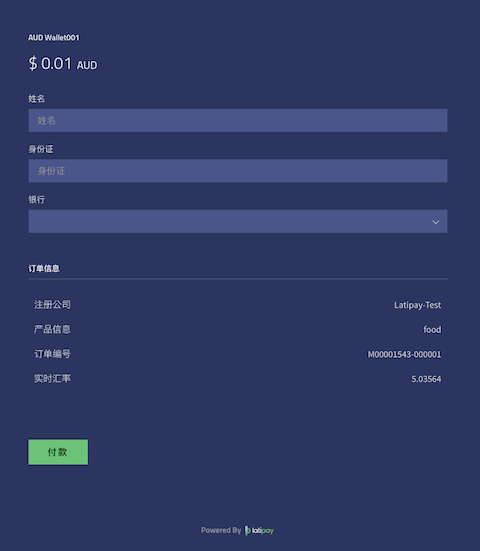 AUD Wallet001
$ 0.01 AUD
姓名
姓名
身份证
身份证
银行
订单信息
注册公司 Latipay-Test
产品信息 food
订单编号 M00001543-000001
实时汇率 5.03564
付款
Powered By latipay